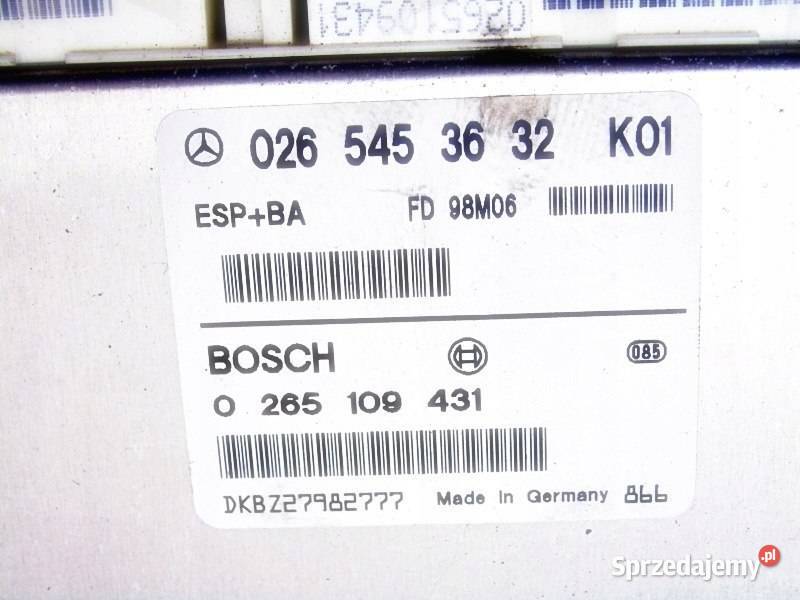 0265109431
026 545 36 32 K01
ESP+BA FD 98M06
BOSCH 085
0 265 109 431
DKBZ27982777 Made In Germany 866
Sprzedajemy.pl